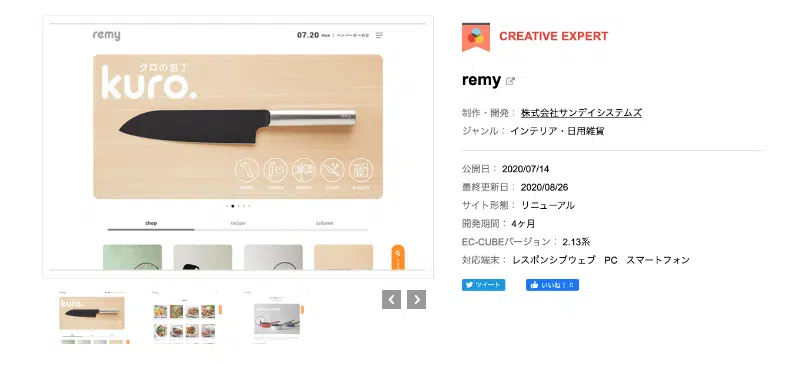 remy
07.20 mon | ハンバーガーの日
クロの包丁
kuro.
shop
recipe
column
kuro.
CREATIVE EXPERT
remy
制作・開発： 株式会社サンデイシステムズ
ジャンル： インテリア・日用雑貨
公開日： 2020/07/14
最終更新日： 2020/08/26
サイト形態： リニューアル
開発期間： 4ヶ月
EC-CUBEバージョン： 2.13系
対応端末： レスポンシブウェブ　PC　スマートフォン
ツイート
いいね！ 0